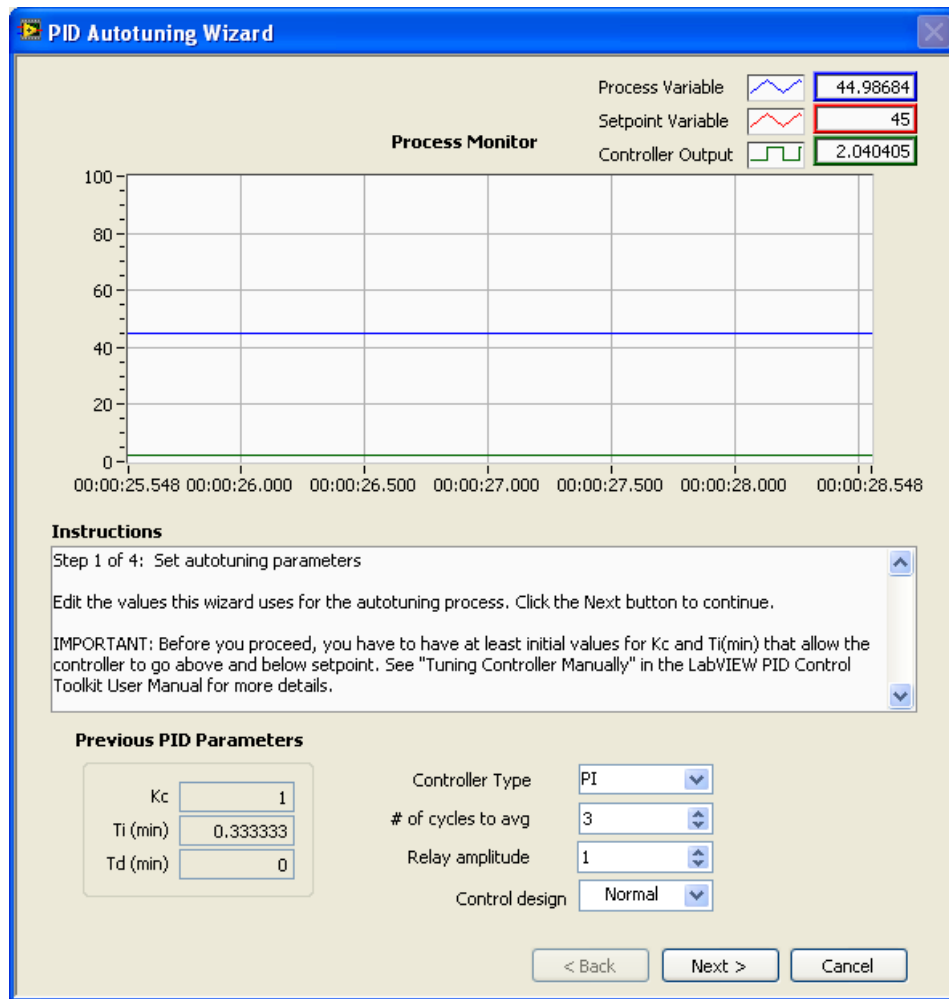 PID Autotuning Wizard
Process Variable 44.98684
Setpoint Variable 45
Process Monitor
Controller Output 2.040405
100
80
60
40
20
0
00:00:25.548 00:00:26.000 00:00:26.500 00:00:27.000 00:00:27.500 00:00:28.000 00:00:28.548
Instructions
Step 1 of 4: Set autotuning parameters
Edit the values this wizard uses for the autotuning process. Click the Next button to continue.
IMPORTANT: Before you proceed, you have to have at least initial values for Kc and Ti(min) that allow the
controller to go above and below setpoint. See "Tuning Controller Manually" in the LabVIEW PID Control
Toolkit User Manual for more details.
Previous PID Parameters
Kc 1
Ti (min) 0.333333
Td (min) 0
Controller Type PI
# of cycles to avg 3
Relay amplitude 1
Control design Normal
< Back Next > Cancel